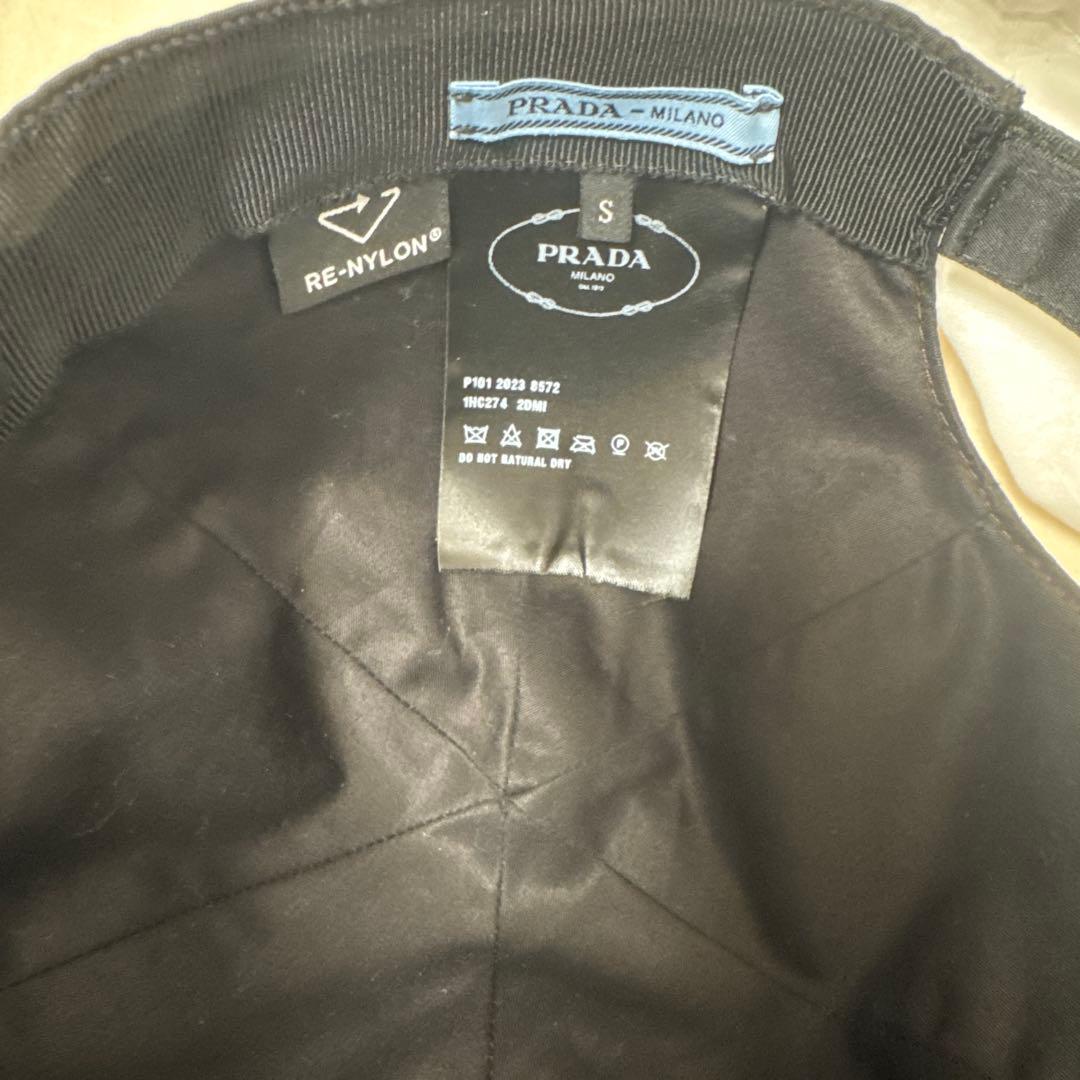 PRADA - MILANO
RE-NYLON®
S
PRADA
MILANO
P101 2023 8572
1HC274 2DMI
P
DO NOT NATURAL DRY